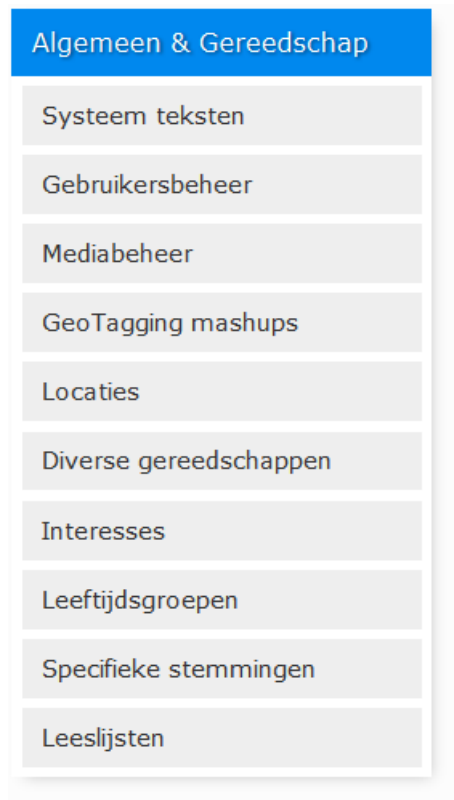 Algemeen & Gereedschap
Systeem teksten
Gebruikersbeheer
Mediabeheer
GeoTagging mashups
Locaties
Diverse gereedschappen
Interesses
Leeftijdsgroepen
Specifieke stemmingen
Leeslijsten